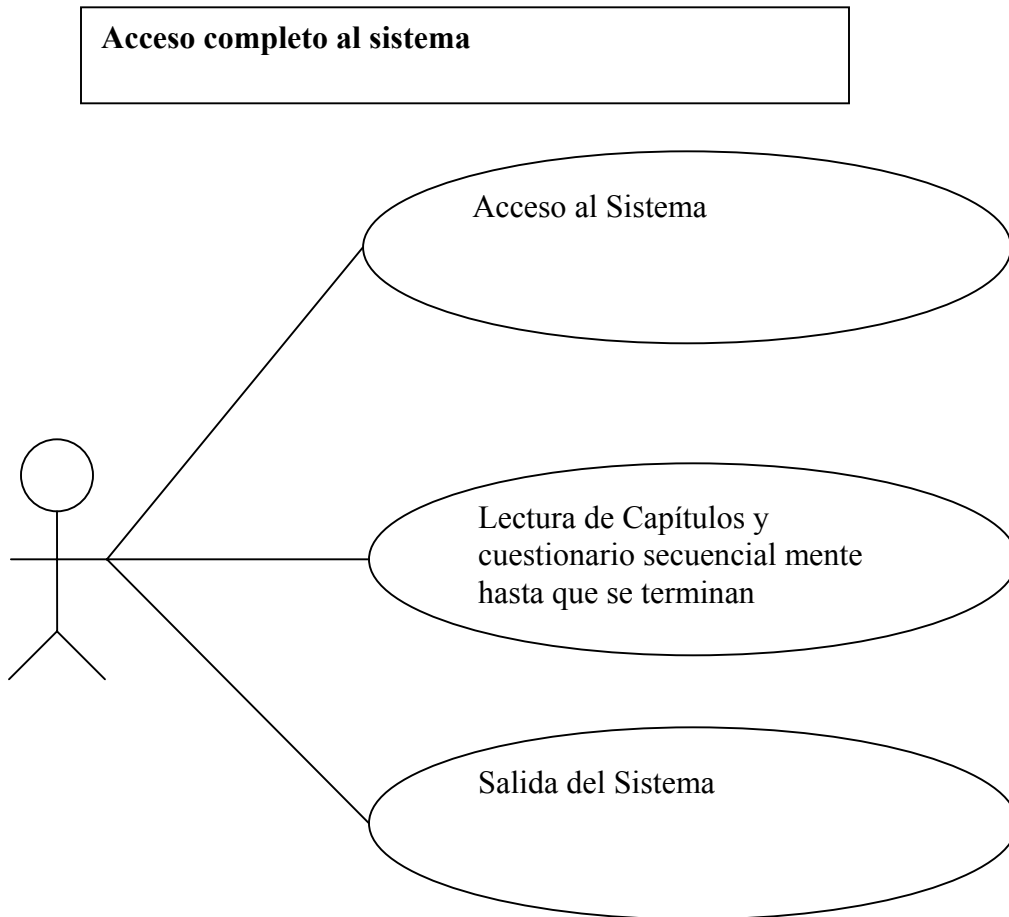 Acceso completo al sistema
Acceso al Sistema
Lectura de Capítulos y
cuestionario secuencial mente
hasta que se terminan
Salida del Sistema